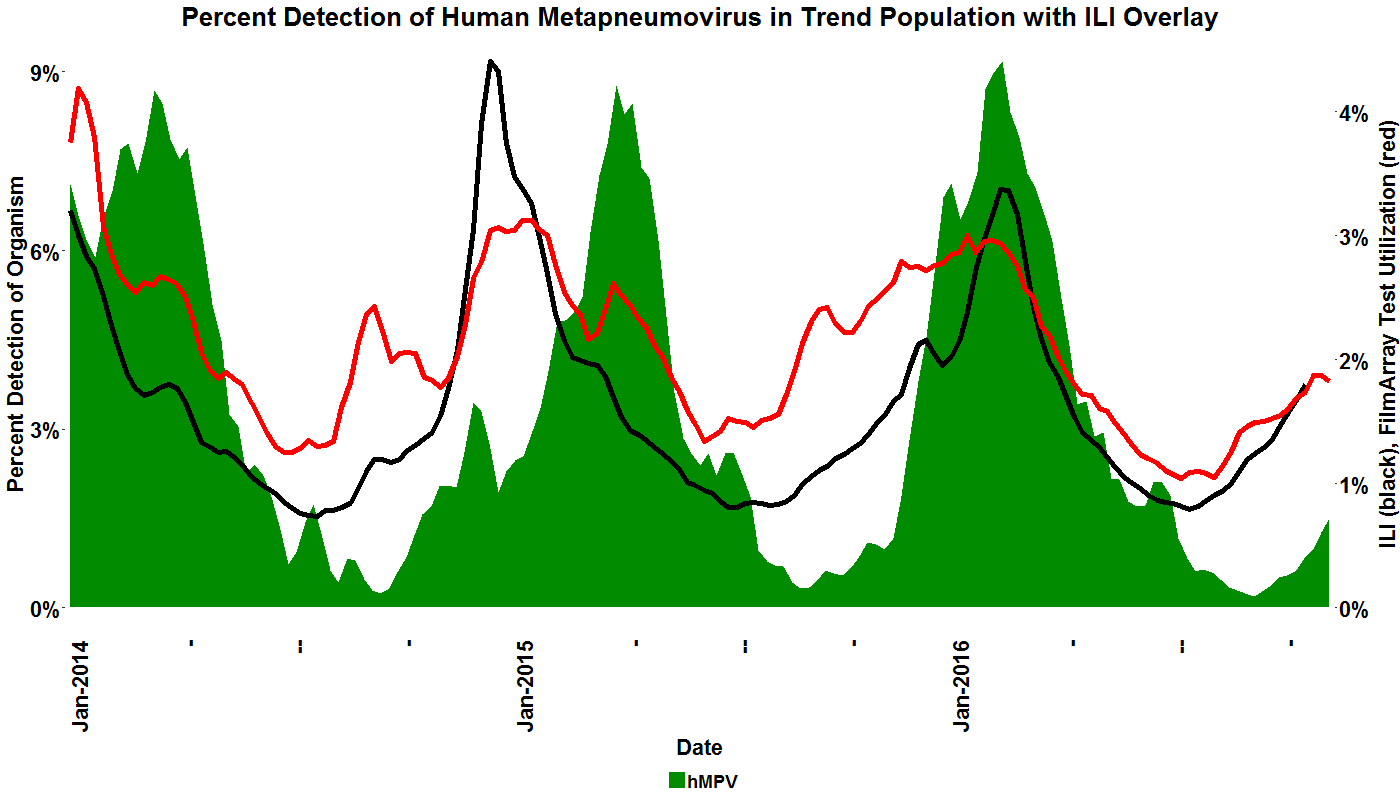 Percent Detection of Human Metapneumovirus in Trend Population with ILI Overlay
Percent Detection of Organism
9%
6%
3%
0%
4%
3%
2%
1%
0%
ILI (black), FilmArray Test Utilization (red)
Jan-2014
-
--
-
Jan-2015
-
--
-
Jan-2016
-
--
-
Date
hMPV